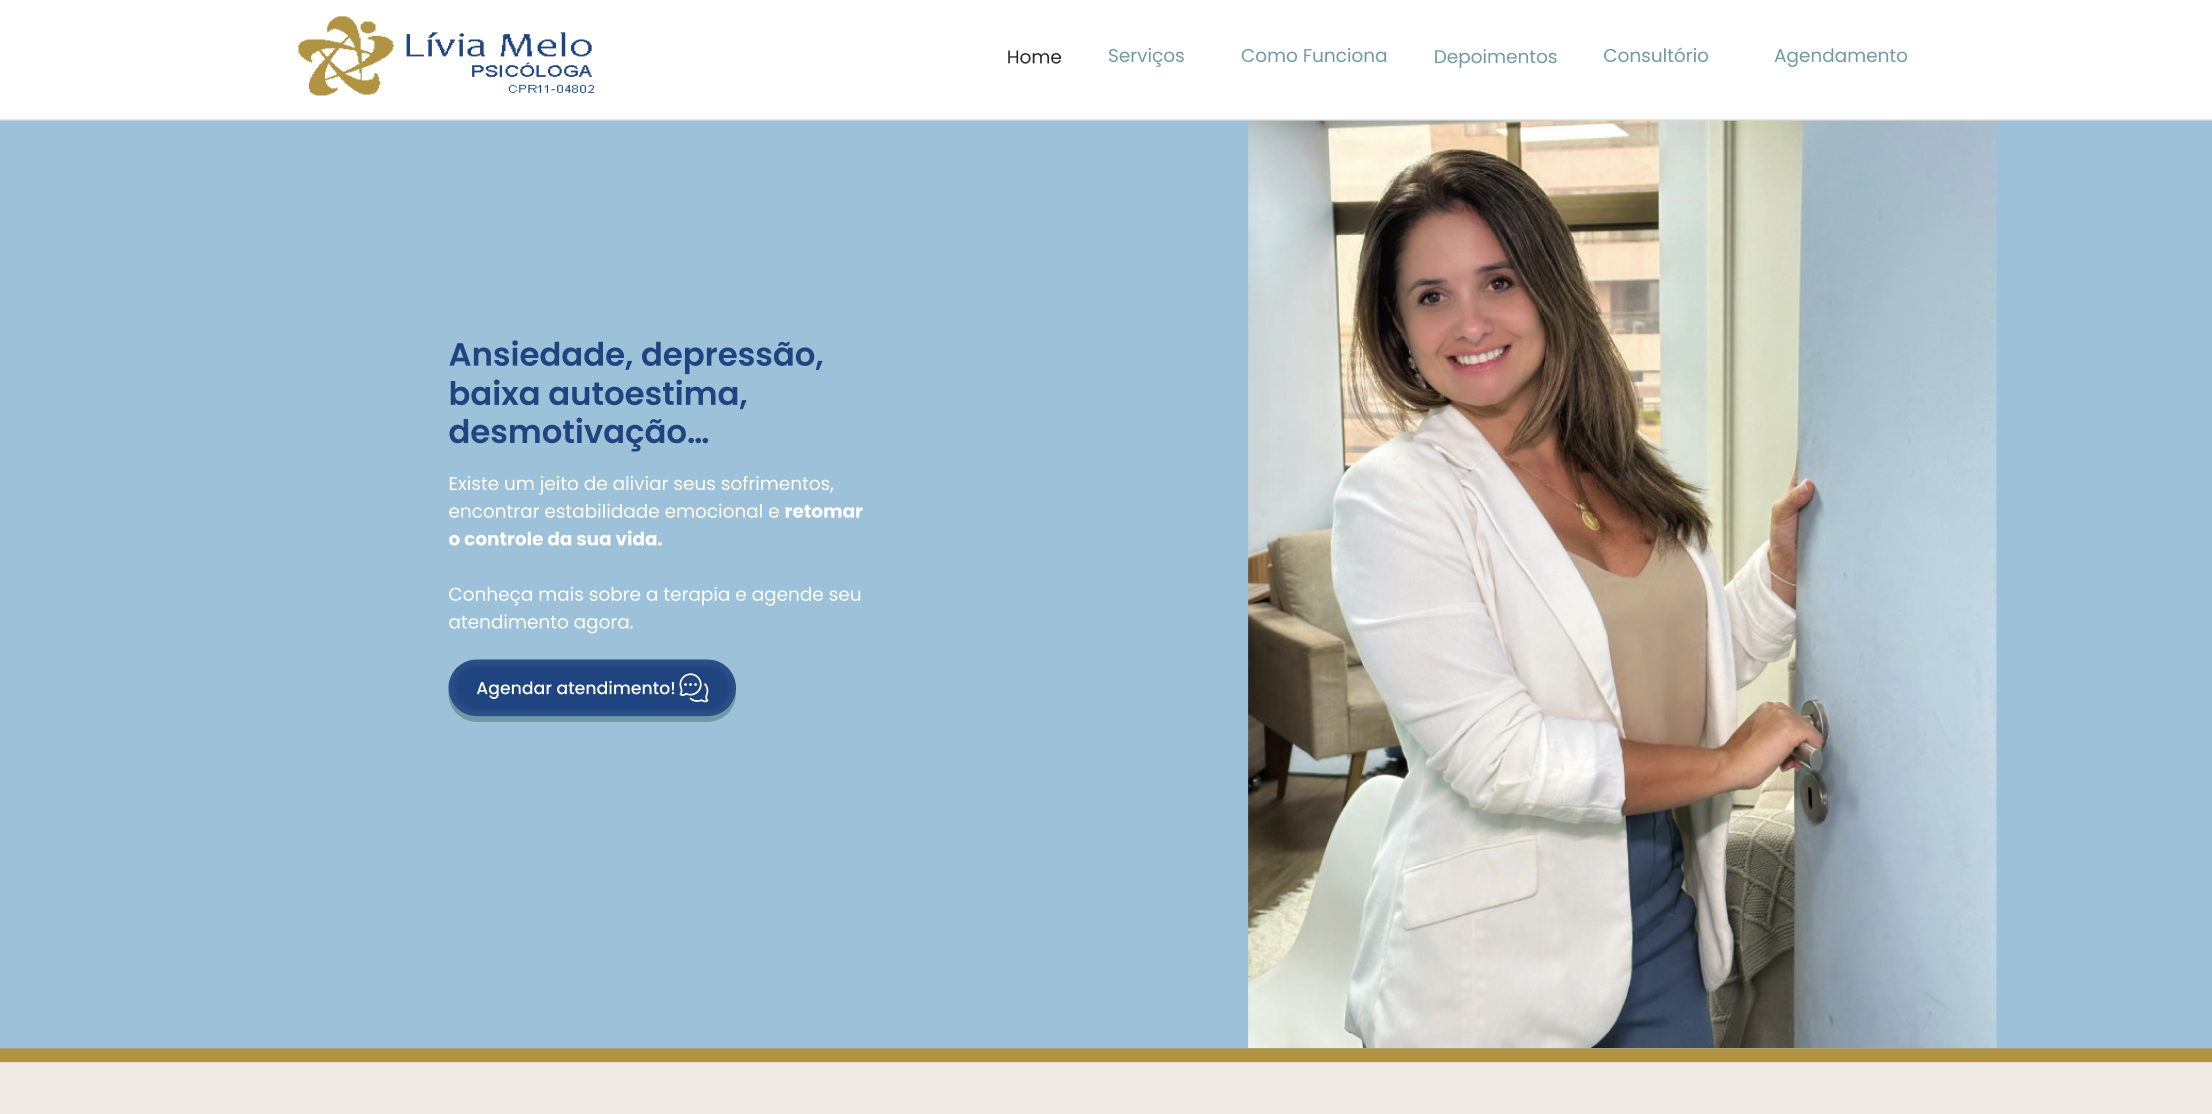 Lívia Melo
PSICÓLOGA
CPR11-04802
Home Serviços Como Funciona Depoimentos Consultório Agendamento
Ansiedade, depressão,
baixa autoestima,
desmotivação...
Existe um jeito de aliviar seus sofrimentos,
encontrar estabilidade emocional e retomar
o controle da sua vida.
Conheça mais sobre a terapia e agende seu
atendimento agora.
Agendar atendimento!